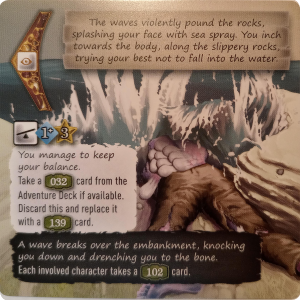 The waves violently pound the rocks,
splashing your face with sea spray. You inch
towards the body, along the slippery rocks,
trying your best not to fall into the water.
1+ 3
You manage to keep
your balance.
Take a 032 card from the
Adventure Deck if available.
Discard this and replace it
with a 139 card.
A wave breaks over the embankment, knocking
you down and drenching you to the bone.
Each involved character takes a 102 card.